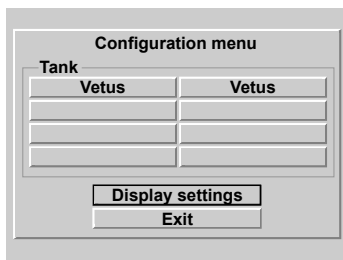 Configuration menu
Tank
Vetus Vetus
Display settings
Exit